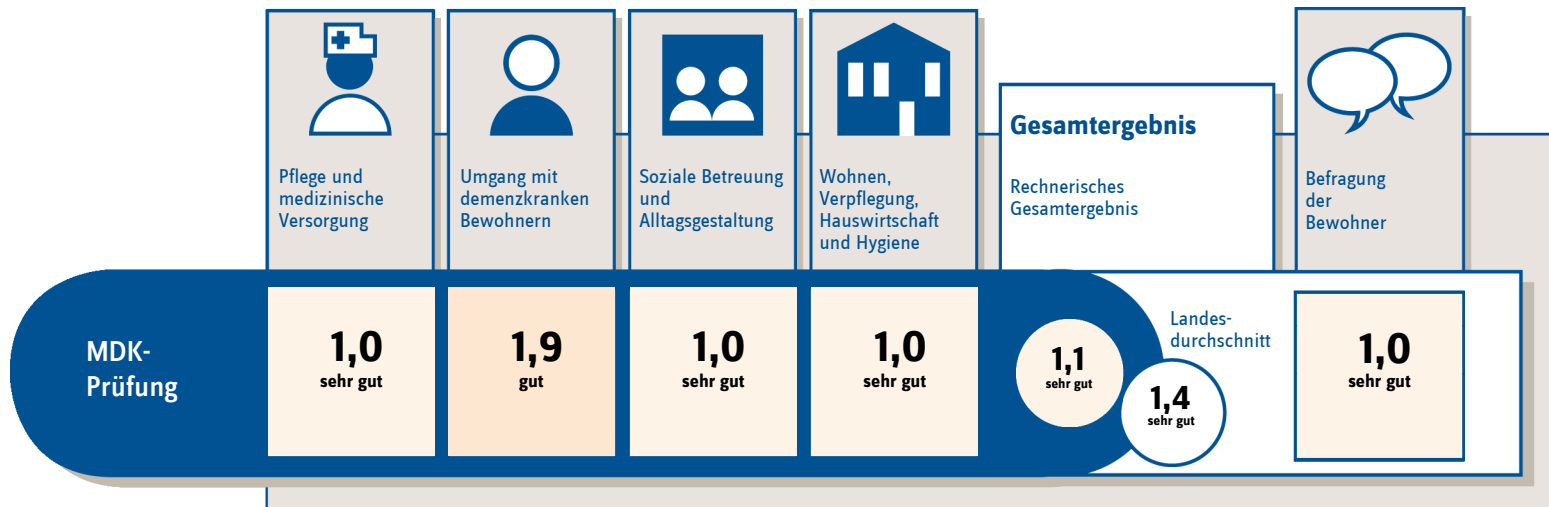 Pflege und
medizinische
Versorgung
Umgang mit
demenzkranken
Bewohnern
Soziale Betreuung
und
Alltagsgestaltung
Wohnen,
Verpflegung,
Hauswirtschaft
und Hygiene
Gesamtergebnis
Rechnerisches
Gesamtergebnis
Befragung
der
Bewohner
MDK-
Prüfung
1,0
sehr gut
1,9
gut
1,0
sehr gut
1,0
sehr gut
1,1
sehr gut
Landes-
durchschnitt
1,4
sehr gut
1,0
sehr gut